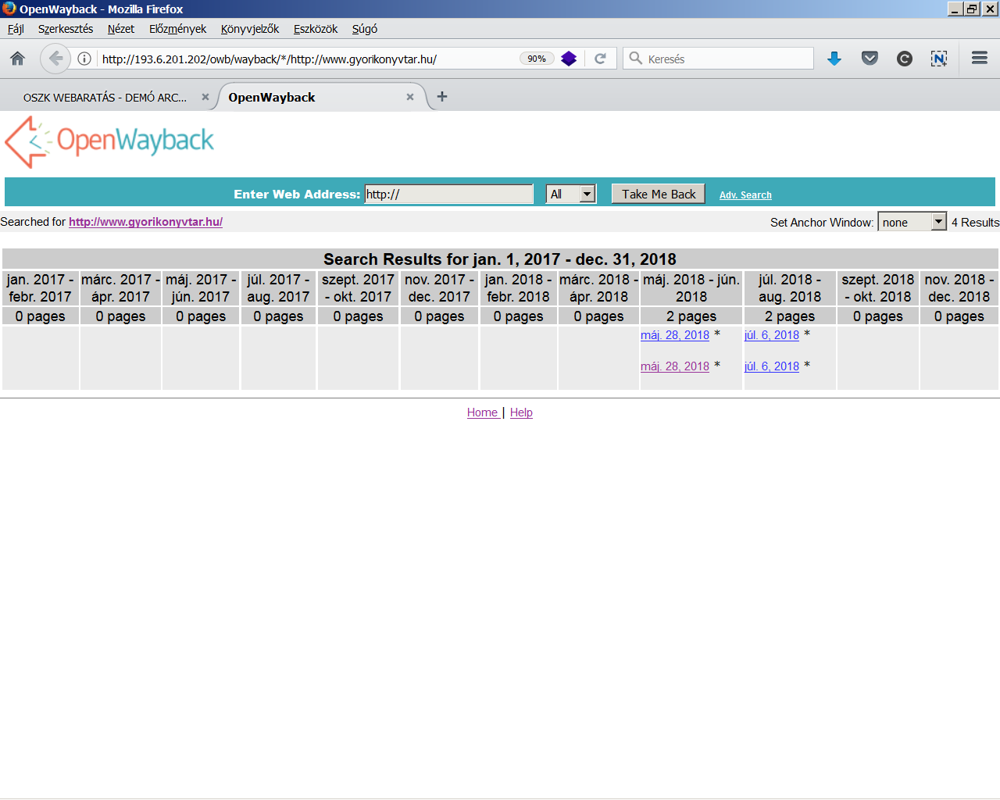 OpenWayback - Mozilla Firefox
Fájl Szerkesztés Nézet Előzmények Könyvjelzők Eszközök Súgó
http://193.6.201.202/owb/wayback/*/http://www.gyorikonyvtar.hu/ 90% Keresés
OSZK WEBARATÁS - DEMÓ ARC... OpenWayback
OpenWayback
Enter Web Address: http:// All Take Me Back Adv. Search
Searched for http://www.gyorikonyvtar.hu/ Set Anchor Window: none 4 Results
Search Results for jan. 1, 2017 - dec. 31, 2018
jan. 2017 - márc. 2017 - máj. 2017 - júl. 2017 - szept. 2017 nov. 2017 - jan. 2018 - márc. 2018 - máj. 2018 - jún. júl. 2018 - szept. 2018 nov. 2018 -
febr. 2017 ápr. 2017 jún. 2017 aug. 2017 - okt. 2017 dec. 2017 febr. 2018 ápr. 2018 2018 aug. 2018 - okt. 2018 dec. 2018
0 pages 0 pages 0 pages 0 pages 0 pages 0 pages 0 pages 0 pages 2 pages 2 pages 0 pages 0 pages
máj. 28, 2018 * júl. 6, 2018 *
máj. 28, 2018 * júl. 6, 2018 *
Home | Help